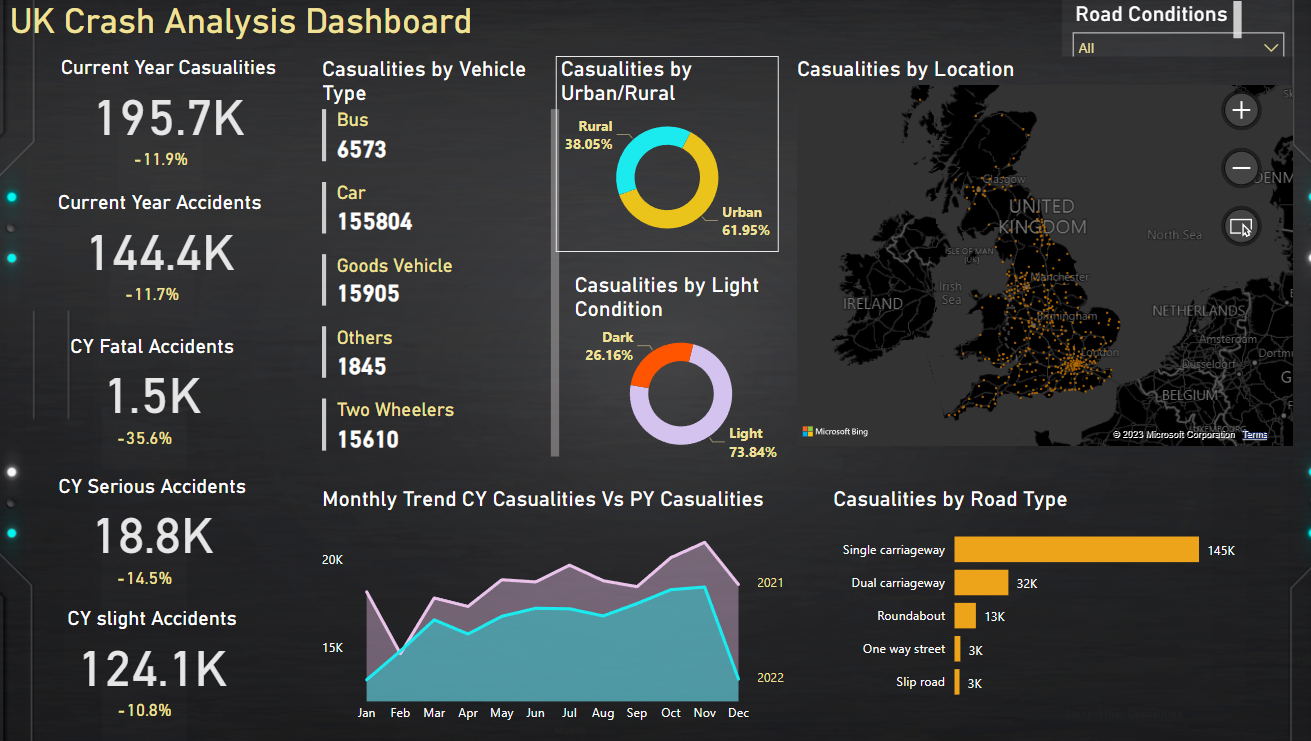 UK Crash Analysis Dashboard
Road Conditions
All
Current Year Casualities
195.7K
-11.9%
Current Year Accidents
144.4K
-11.7%
CY Fatal Accidents
1.5K
-35.6%
CY Serious Accidents
18.8K
-14.5%
CY slight Accidents
124.1K
-10.8%
Casualities by Vehicle
Type
Bus
6573
Car
155804
Goods Vehicle
15905
Others
1845
Two Wheelers
15610
Casualities by
Urban/Rural
Rural
38.05%
Urban
61.95%
Casualities by Light
Condition
Dark
26.16%
Light
73.84%
Casualities by Location
Glasgow
UNITED
KINGDOM
North Sea
ISLE OF MAN
(UK)
Irish
Sea
Manchester
IRELAND
Birmingham
NETHERLANDS
Amsterdam
London
Düsseldorf
Dortm
BELGIUM
DENM
G
Microsoft Bing
© 2023 Microsoft Corporation
Terms
Monthly Trend CY Casualities Vs PY Casualities
20K
15K
2021
2022
Jan Feb Mar Apr May Jun Jul Aug Sep Oct Nov Dec
Casualities by Road Type
Single carriageway 145K
Dual carriageway 32K
Roundabout 13K
One way street 3K
Slip road 3K